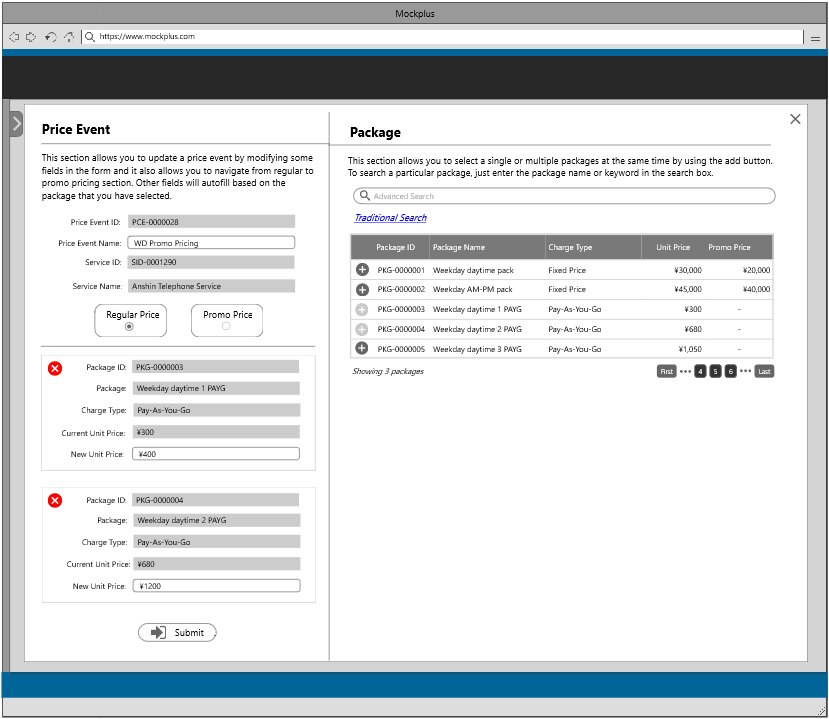 Mockplus
https://www.mockplus.com
Price Event
This section allows you to update a price event by modifying some
fields in the form and it also allows you to navigate from regular to
promo pricing section. Other fields will autofill based on the
package that you have selected.
Price Event ID: PCE-0000028
Price Event Name: WD Promo Pricing
Service ID: SID-0001290
Service Name: Anshin Telephone Service
Regular Price Promo Price
Package ID: PKG-0000003
Package: Weekday daytime 1 PAYG
Charge Type: Pay-As-You-Go
Current Unit Price: ¥300
New Unit Price: ¥400
Package ID: PKG-0000004
Package: Weekday daytime 2 PAYG
Charge Type: Pay-As-You-Go
Current Unit Price: ¥680
New Unit Price: ¥1200
Submit
Package
This section allows you to select a single or multiple packages at the same time by using the add button.
To search a particular package, just enter the package name or keyword in the search box.
Advanced Search
Traditional Search
Package ID Package Name Charge Type Unit Price Promo Price
PKG-0000001 Weekday daytime pack Fixed Price ¥30,000 ¥20,000
PKG-0000002 Weekday AM-PM pack Fixed Price ¥45,000 ¥40,000
PKG-0000003 Weekday daytime 1 PAYG Pay-As-You-Go ¥300 -
PKG-0000004 Weekday daytime 2 PAYG Pay-As-You-Go ¥680 -
PKG-0000005 Weekday daytime 3 PAYG Pay-As-You-Go ¥1,050 -
Showing 3 packages First ••• 4 5 6 ••• Last